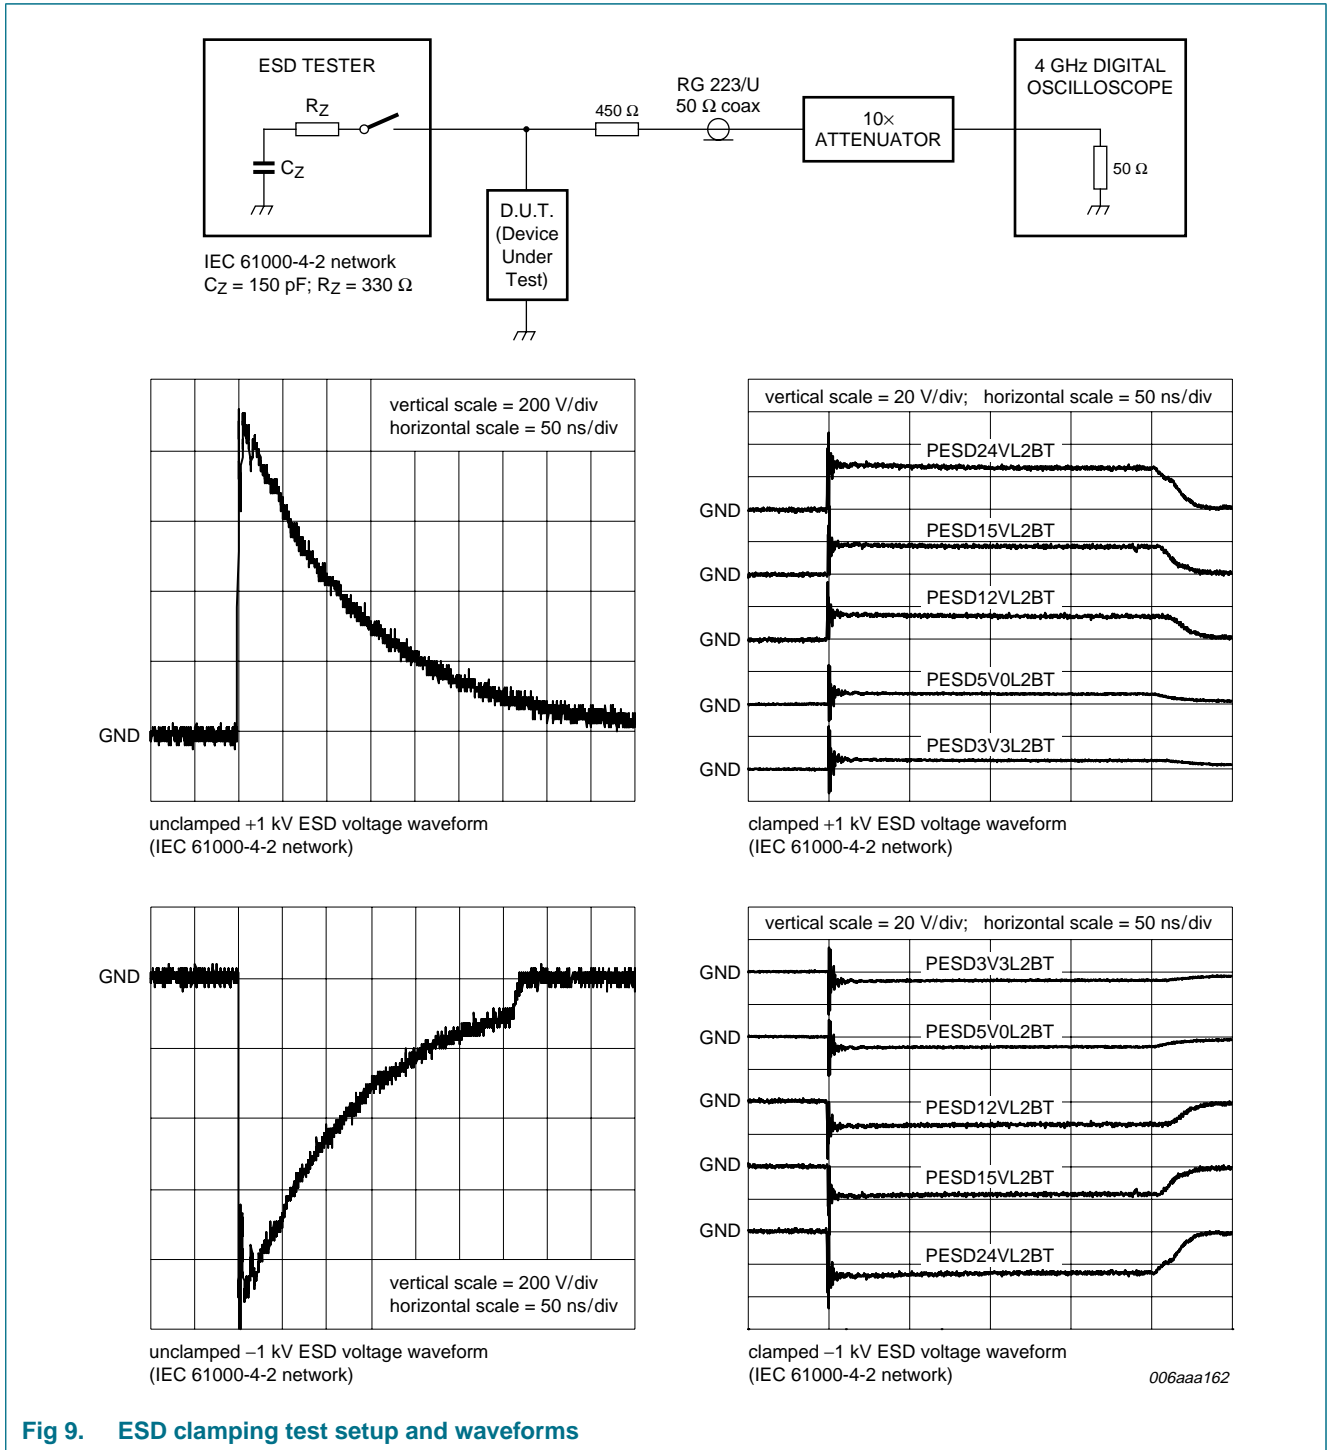 ESD TESTER
RZ
CZ
IEC 61000-4-2 network
CZ = 150 pF; RZ = 330 Ω
D.U.T.
(Device
Under
Test)
450 Ω
RG 223/U
50 Ω coax
10×
ATTENUATOR
4 GHz DIGITAL
OSCILLOSCOPE
50 Ω
vertical scale = 200 V/div
horizontal scale = 50 ns/div
GND
unclamped +1 kV ESD voltage waveform
(IEC 61000-4-2 network)
vertical scale = 20 V/div; horizontal scale = 50 ns/div
PESD24VL2BT
GND
PESD15VL2BT
GND
PESD12VL2BT
GND
PESD5V0L2BT
GND
PESD3V3L2BT
GND
clamped +1 kV ESD voltage waveform
(IEC 61000-4-2 network)
GND
vertical scale = 200 V/div
horizontal scale = 50 ns/div
unclamped −1 kV ESD voltage waveform
(IEC 61000-4-2 network)
vertical scale = 20 V/div; horizontal scale = 50 ns/div
PESD3V3L2BT
GND
PESD5V0L2BT
GND
PESD12VL2BT
GND
PESD15VL2BT
GND
PESD24VL2BT
GND
clamped −1 kV ESD voltage waveform
(IEC 61000-4-2 network)
006aaa162
Fig 9. ESD clamping test setup and waveforms